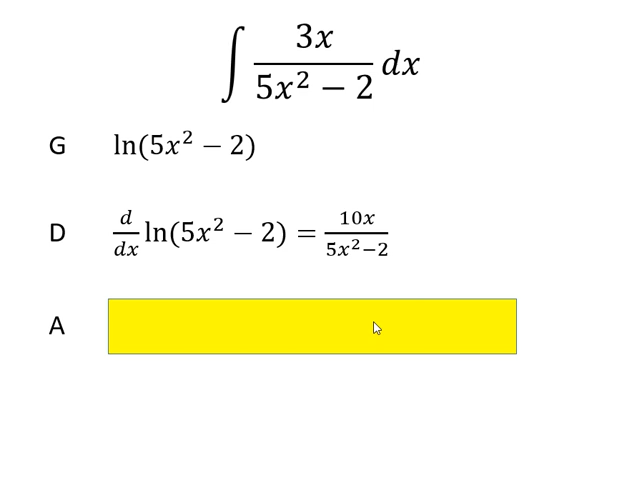 ∫ 3x / (5x² − 2) dx
G ln(5x² − 2)
D d/dx ln(5x² − 2) = 10x / (5x²−2)
A